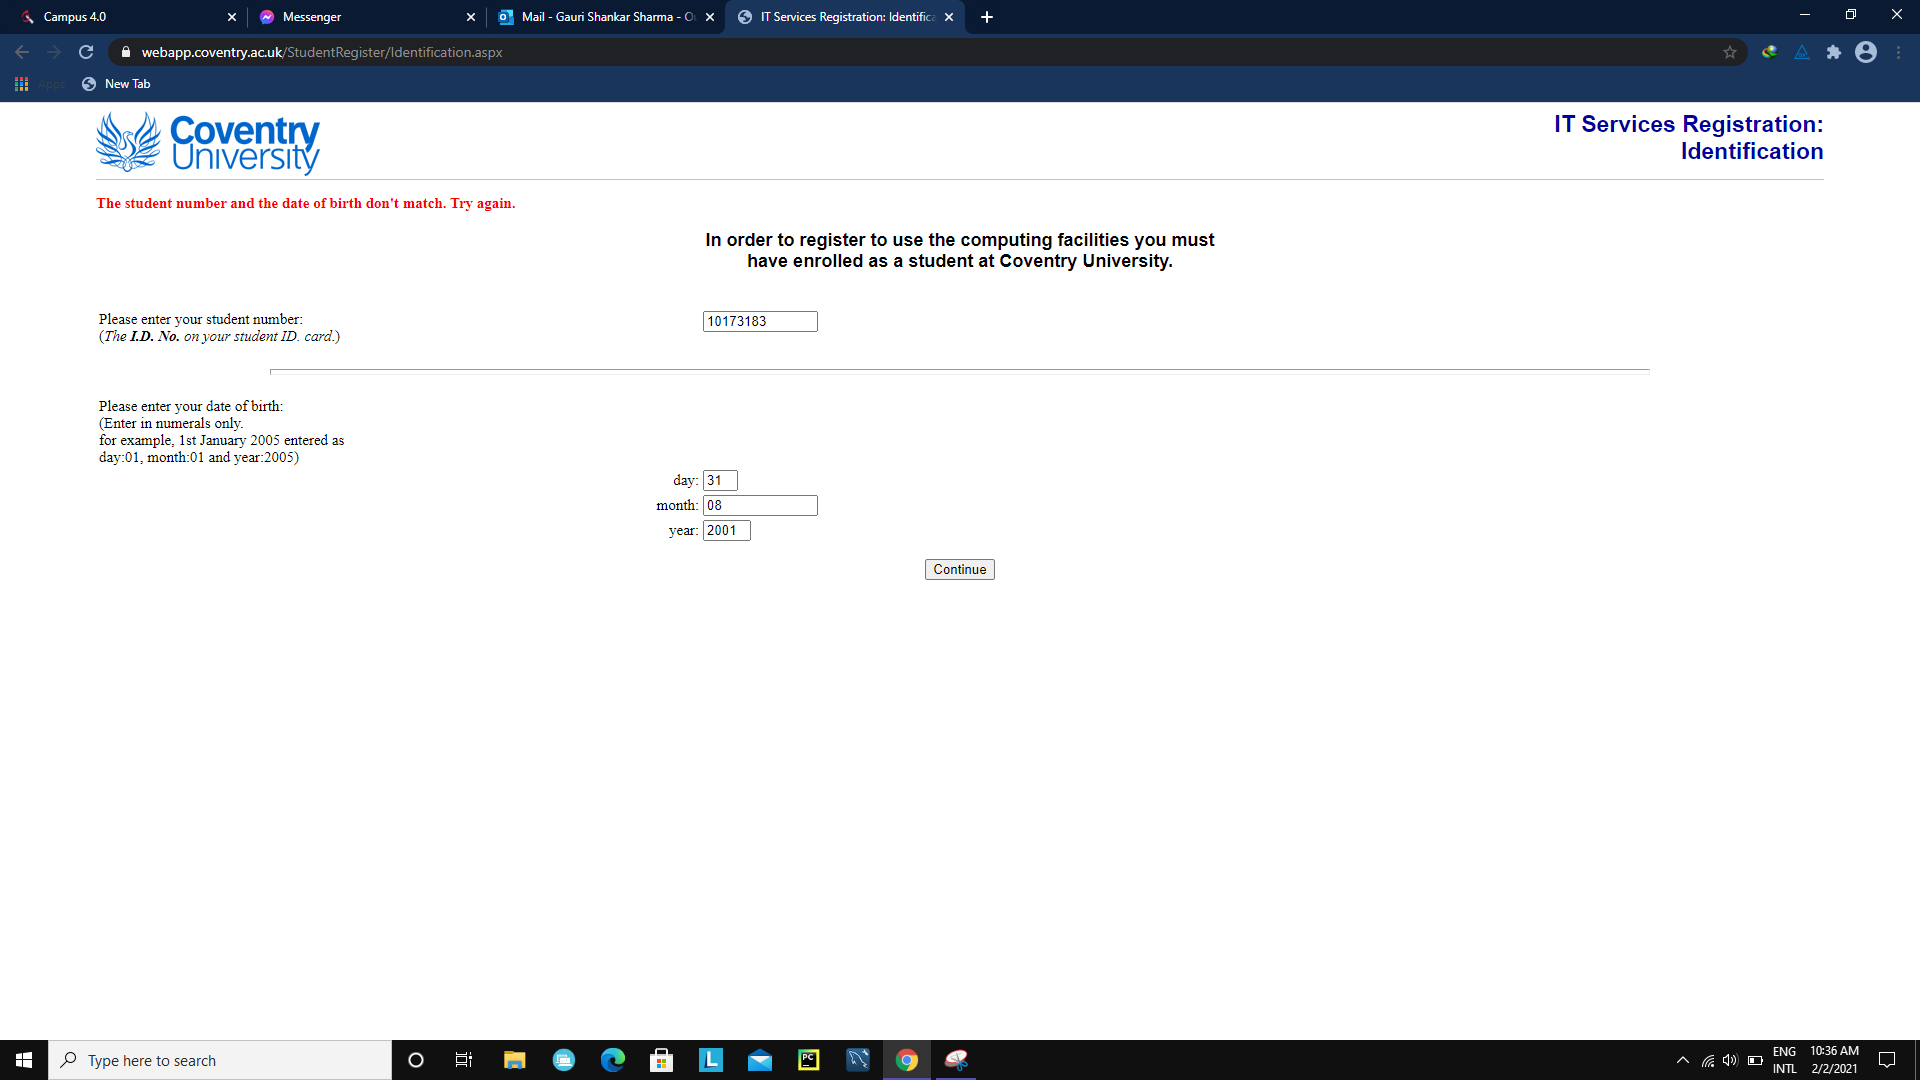 Campus 4.0
Messenger
Mail - Gauri Shankar Sharma - Ou
IT Services Registration: Identifica
webapp.coventry.ac.uk/StudentRegister/Identification.aspx
Apps
New Tab
Coventry
University
IT Services Registration:
Identification
The student number and the date of birth don't match. Try again.
In order to register to use the computing facilities you must
have enrolled as a student at Coventry University.
Please enter your student number:
(The I.D. No. on your student ID. card.)
10173183
Please enter your date of birth:
(Enter in numerals only.
for example, 1st January 2005 entered as
day:01, month:01 and year:2005)
day: 31
month: 08
year: 2001
Continue
Type here to search
L
PC
ENG
INTL
10:36 AM
2/2/2021